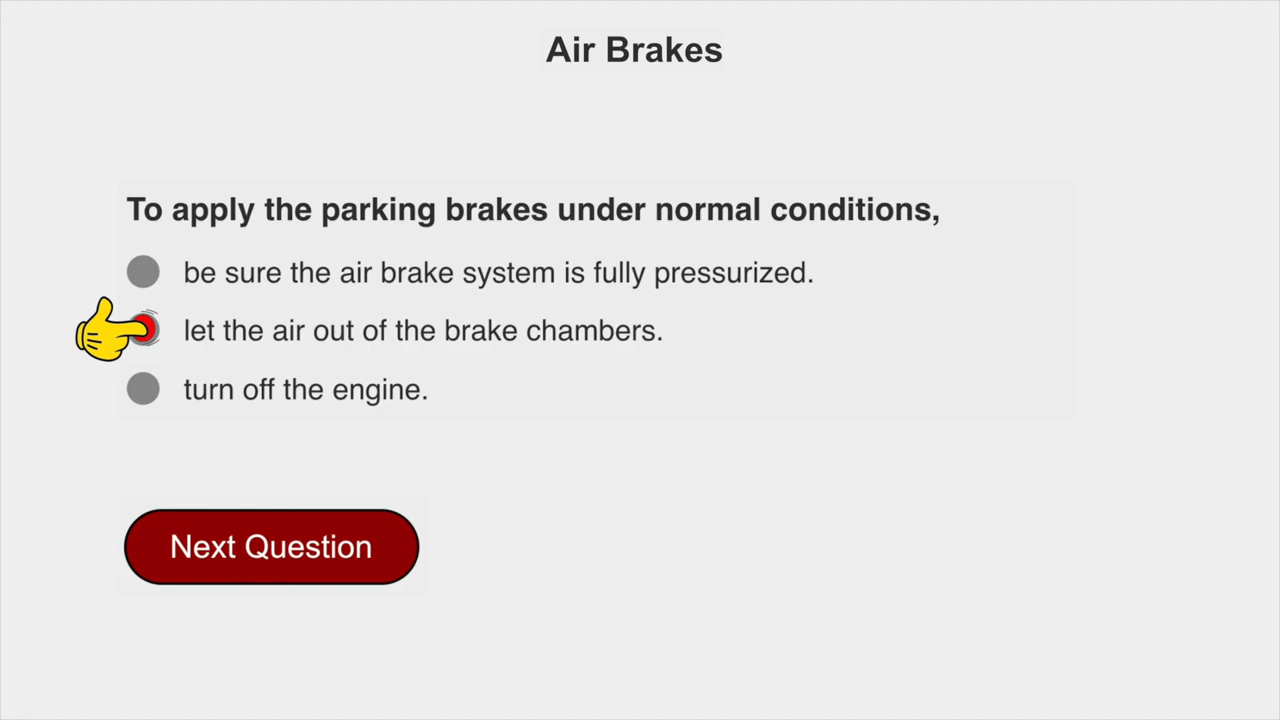 Air Brakes
To apply the parking brakes under normal conditions,
be sure the air brake system is fully pressurized.
let the air out of the brake chambers.
turn off the engine.
Next Question